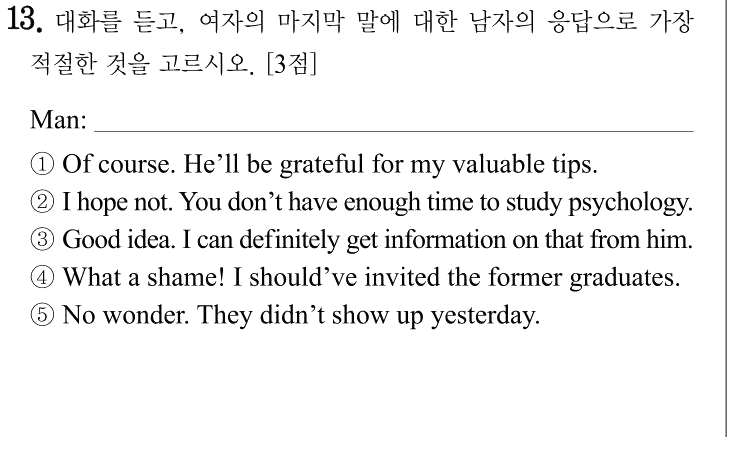 13. 대화를 듣고, 여자의 마지막 말에 대한 남자의 응답으로 가장
적절한 것을 고르시오. [3점]
Man:
① Of course. He’ll be grateful for my valuable tips.
② I hope not. You don’t have enough time to study psychology.
③ Good idea. I can definitely get information on that from him.
④ What a shame! I should’ve invited the former graduates.
⑤ No wonder. They didn’t show up yesterday.